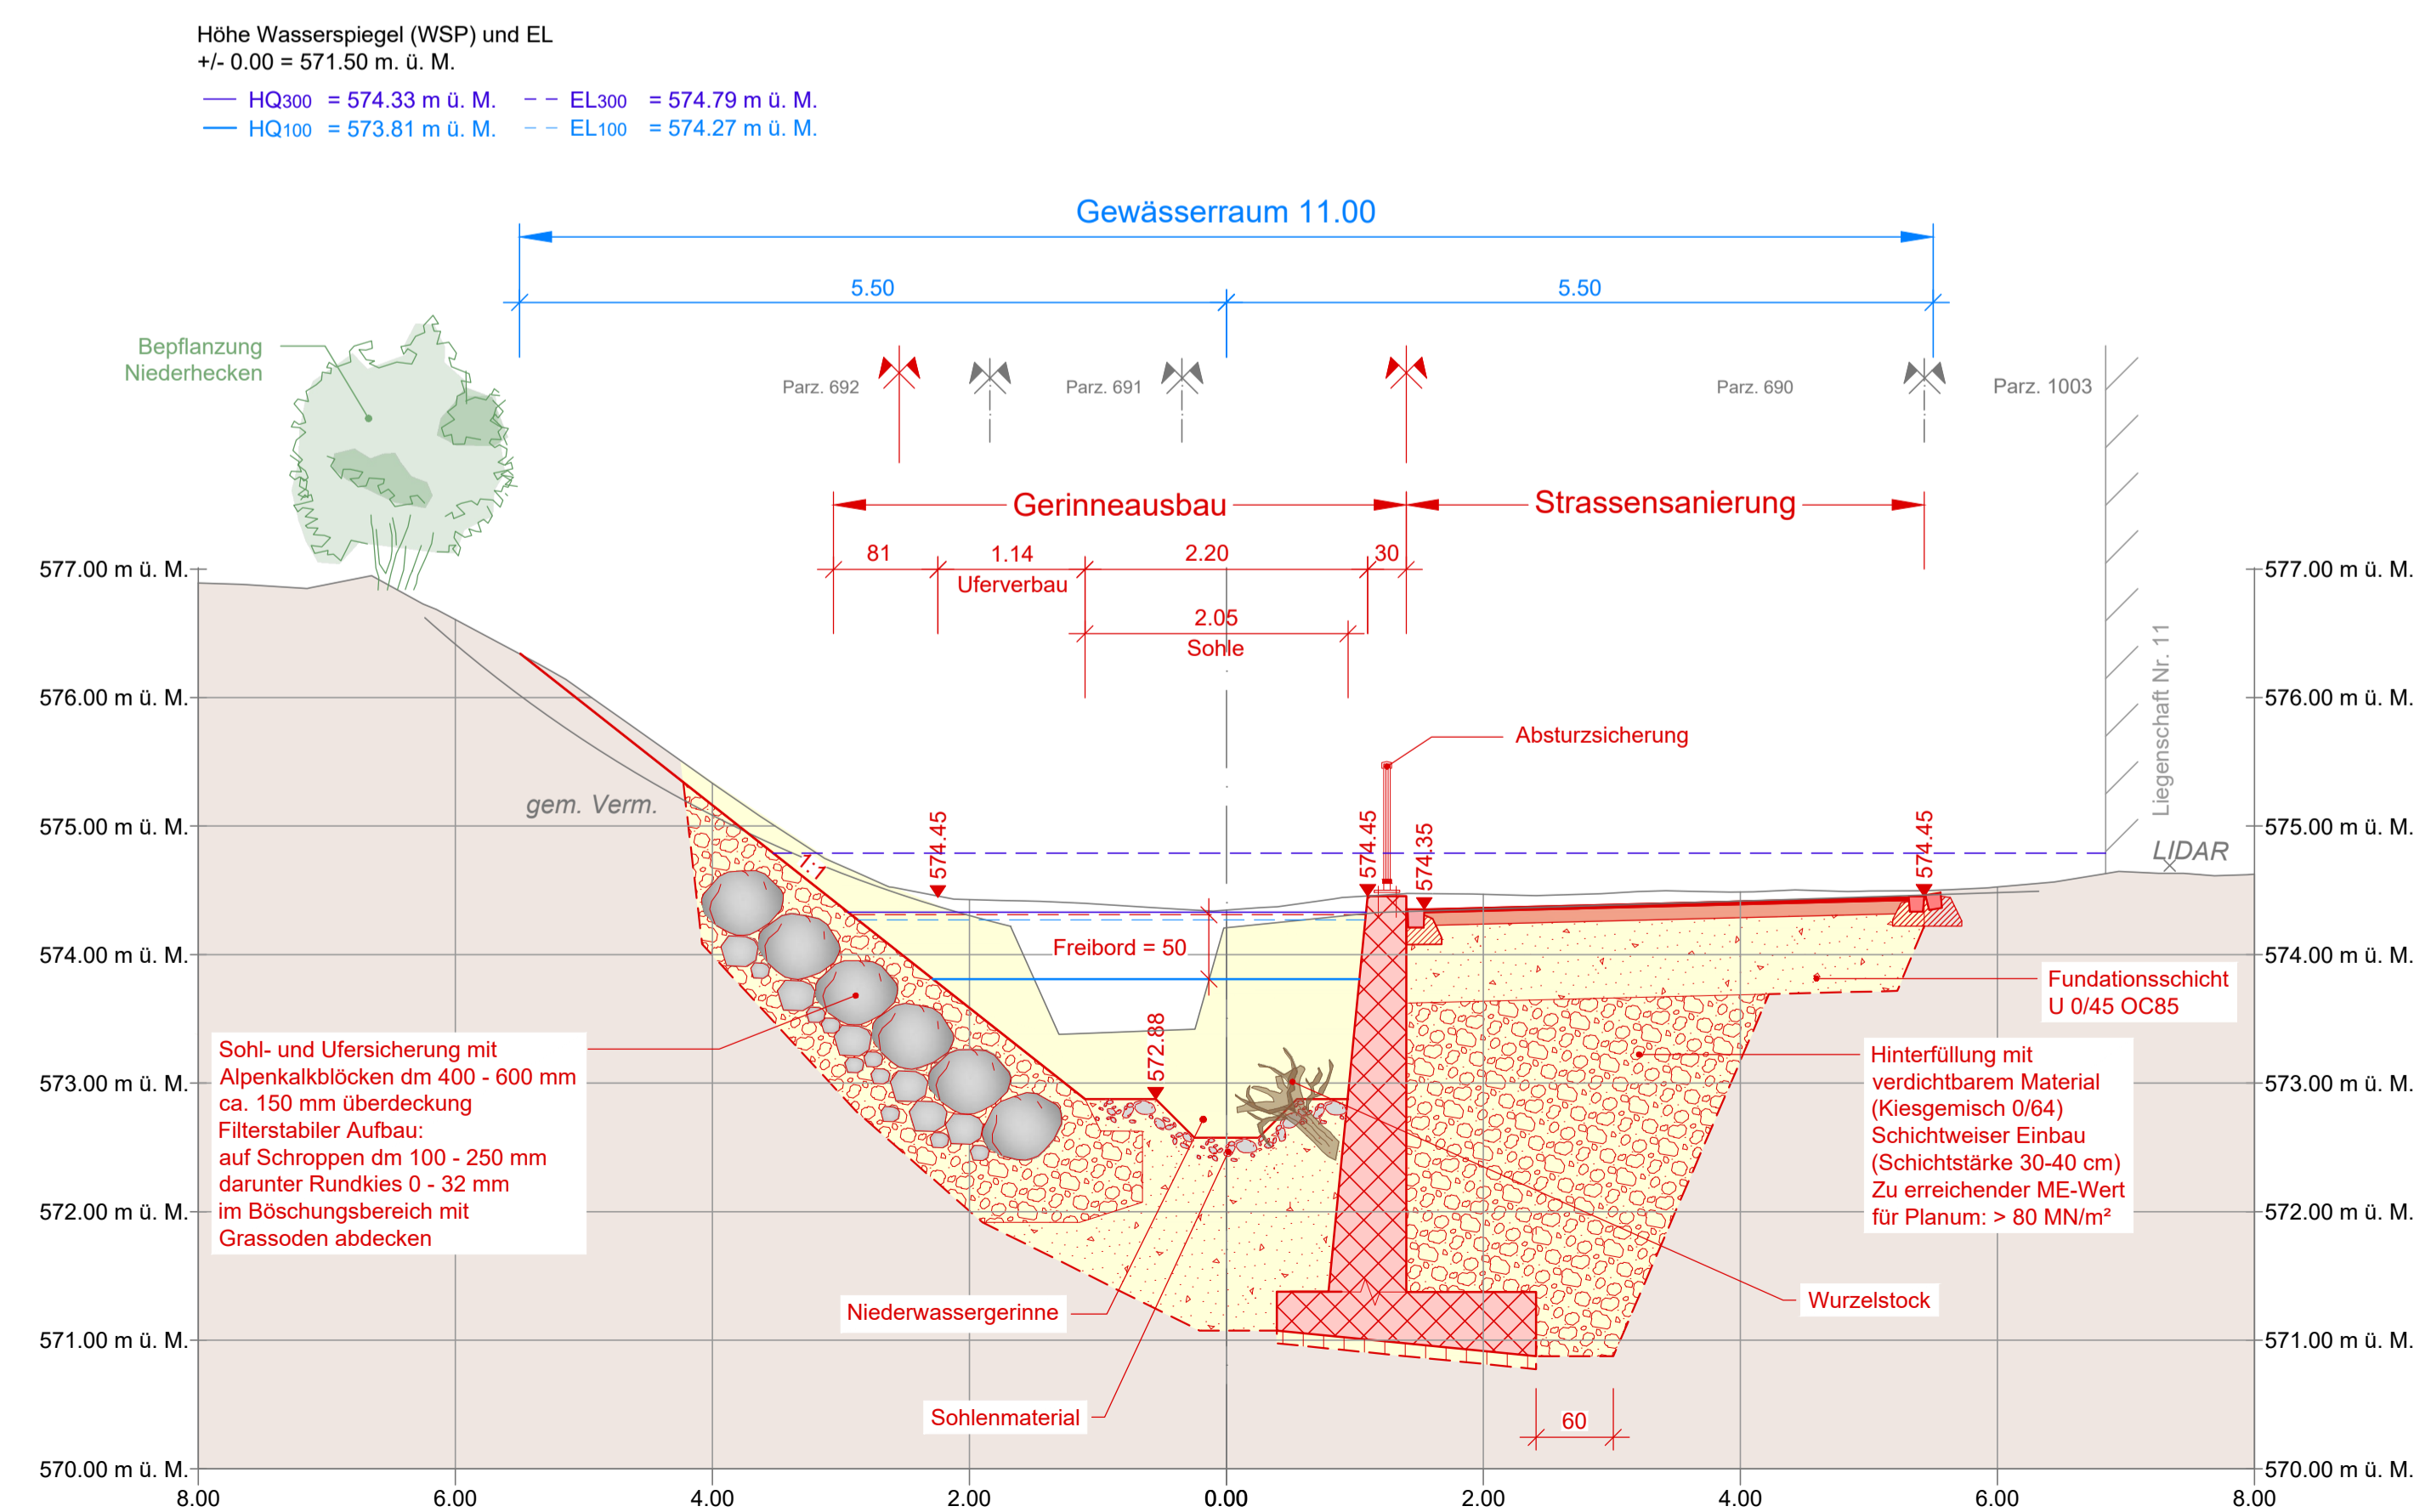 Höhe Wasserspiegel (WSP) und EL
+/- 0.00 = 571.50 m. ü. M.
HQ300 = 574.33 m ü. M. EL300 = 574.79 m ü. M.
HQ100 = 573.81 m ü. M. EL100 = 574.27 m ü. M.
Gewässerraum 11.00
5.50 5.50
Bepflanzung
Niederhecken
Parz. 692 Parz. 691 Parz. 690 Parz. 1003
Gerinneausbau Strassensanierung
81 1.14 2.20 30
Uferverbau
2.05
Sohle
577.00 m ü. M. 577.00 m ü. M.
576.00 m ü. M. 576.00 m ü. M.
575.00 m ü. M. 575.00 m ü. M.
574.00 m ü. M. 574.00 m ü. M.
573.00 m ü. M. 573.00 m ü. M.
572.00 m ü. M. 572.00 m ü. M.
571.00 m ü. M. 571.00 m ü. M.
570.00 m ü. M. 570.00 m ü. M.
Liegenschaft Nr. 11
Absturzsicherung
gem. Verm.
LIDAR
1:1
574.45
574.45
574.35
574.45
Freibord = 50
572.88
Fundationsschicht
U 0/45 OC85
Sohl- und Ufersicherung mit
Alpenkalkblöcken dm 400 - 600 mm
ca. 150 mm überdeckung
Filterstabiler Aufbau:
auf Schroppen dm 100 - 250 mm
darunter Rundkies 0 - 32 mm
im Böschungsbereich mit
Grassoden abdecken
Hinterfüllung mit
verdichtbarem Material
(Kiesgemisch 0/64)
Schichtweiser Einbau
(Schichtstärke 30-40 cm)
Zu erreichender ME-Wert
für Planum: > 80 MN/m²
Niederwassergerinne
Wurzelstock
Sohlenmaterial
60
8.00 6.00 4.00 2.00 0.00 2.00 4.00 6.00 8.00